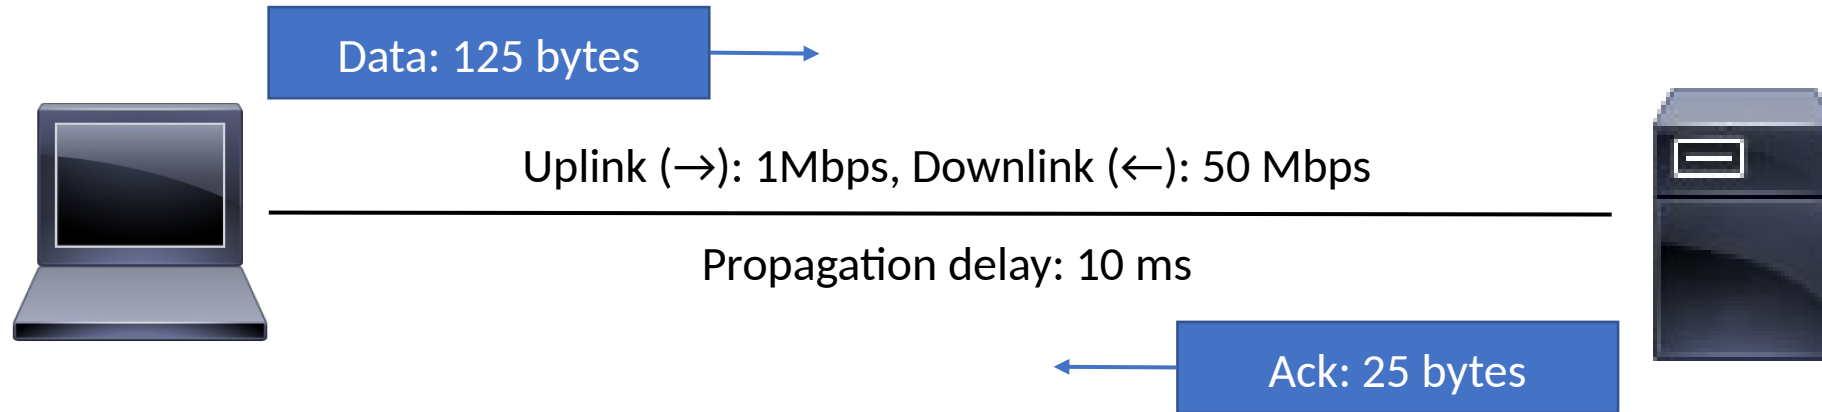 Data: 125 bytes
Uplink (→): 1Mbps, Downlink (←): 50 Mbps
Propagation delay: 10 ms
Ack: 25 bytes